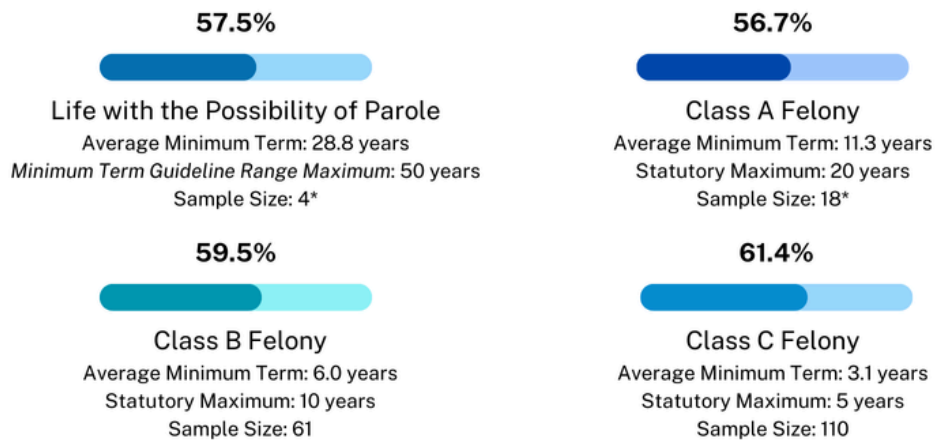 57.5%
Life with the Possibility of Parole
Average Minimum Term: 28.8 years
Minimum Term Guideline Range Maximum: 50 years
Sample Size: 4*
56.7%
Class A Felony
Average Minimum Term: 11.3 years
Statutory Maximum: 20 years
Sample Size: 18*
59.5%
Class B Felony
Average Minimum Term: 6.0 years
Statutory Maximum: 10 years
Sample Size: 61
61.4%
Class C Felony
Average Minimum Term: 3.1 years
Statutory Maximum: 5 years
Sample Size: 110